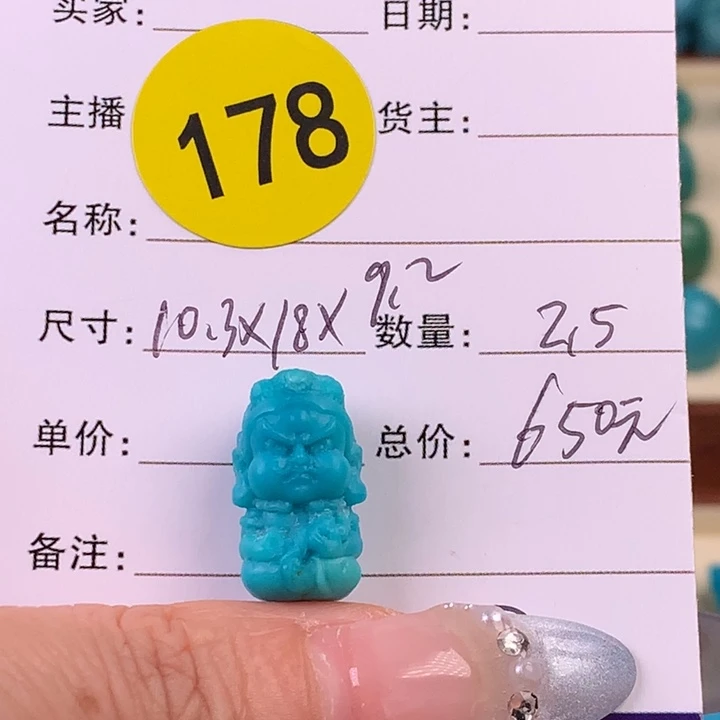 买家: 日期:
主播 178 货主:
名称:
尺寸: 10.3X18X9.2 数量: 2.5
单价: 总价: 650元
备注: